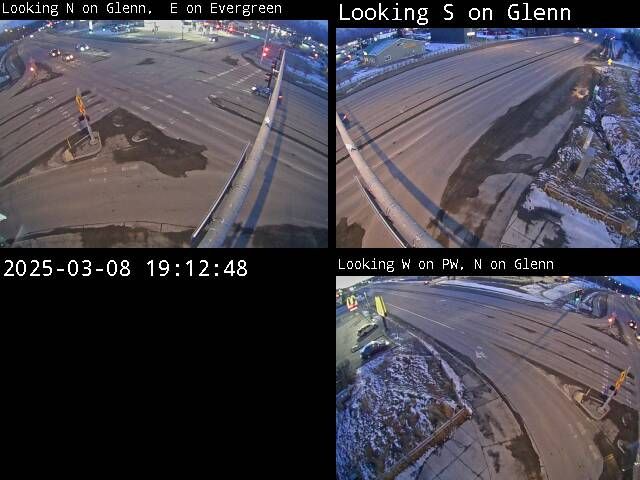 Looking N on Glenn,  E on Evergreen
Looking S on Glenn
2025-03-08 19:12:48
Looking W on PW, N on Glenn